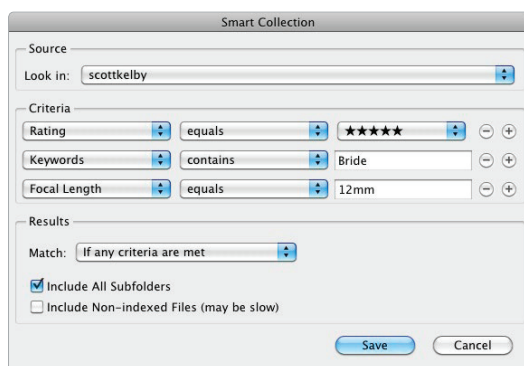 Smart Collection
Source
Look in: scottkelby
Criteria
Rating equals ★★★★★
Keywords contains Bride
Focal Length equals 12mm
Results
Match: If any criteria are met
Include All Subfolders
Include Non-indexed Files (may be slow)
Save Cancel